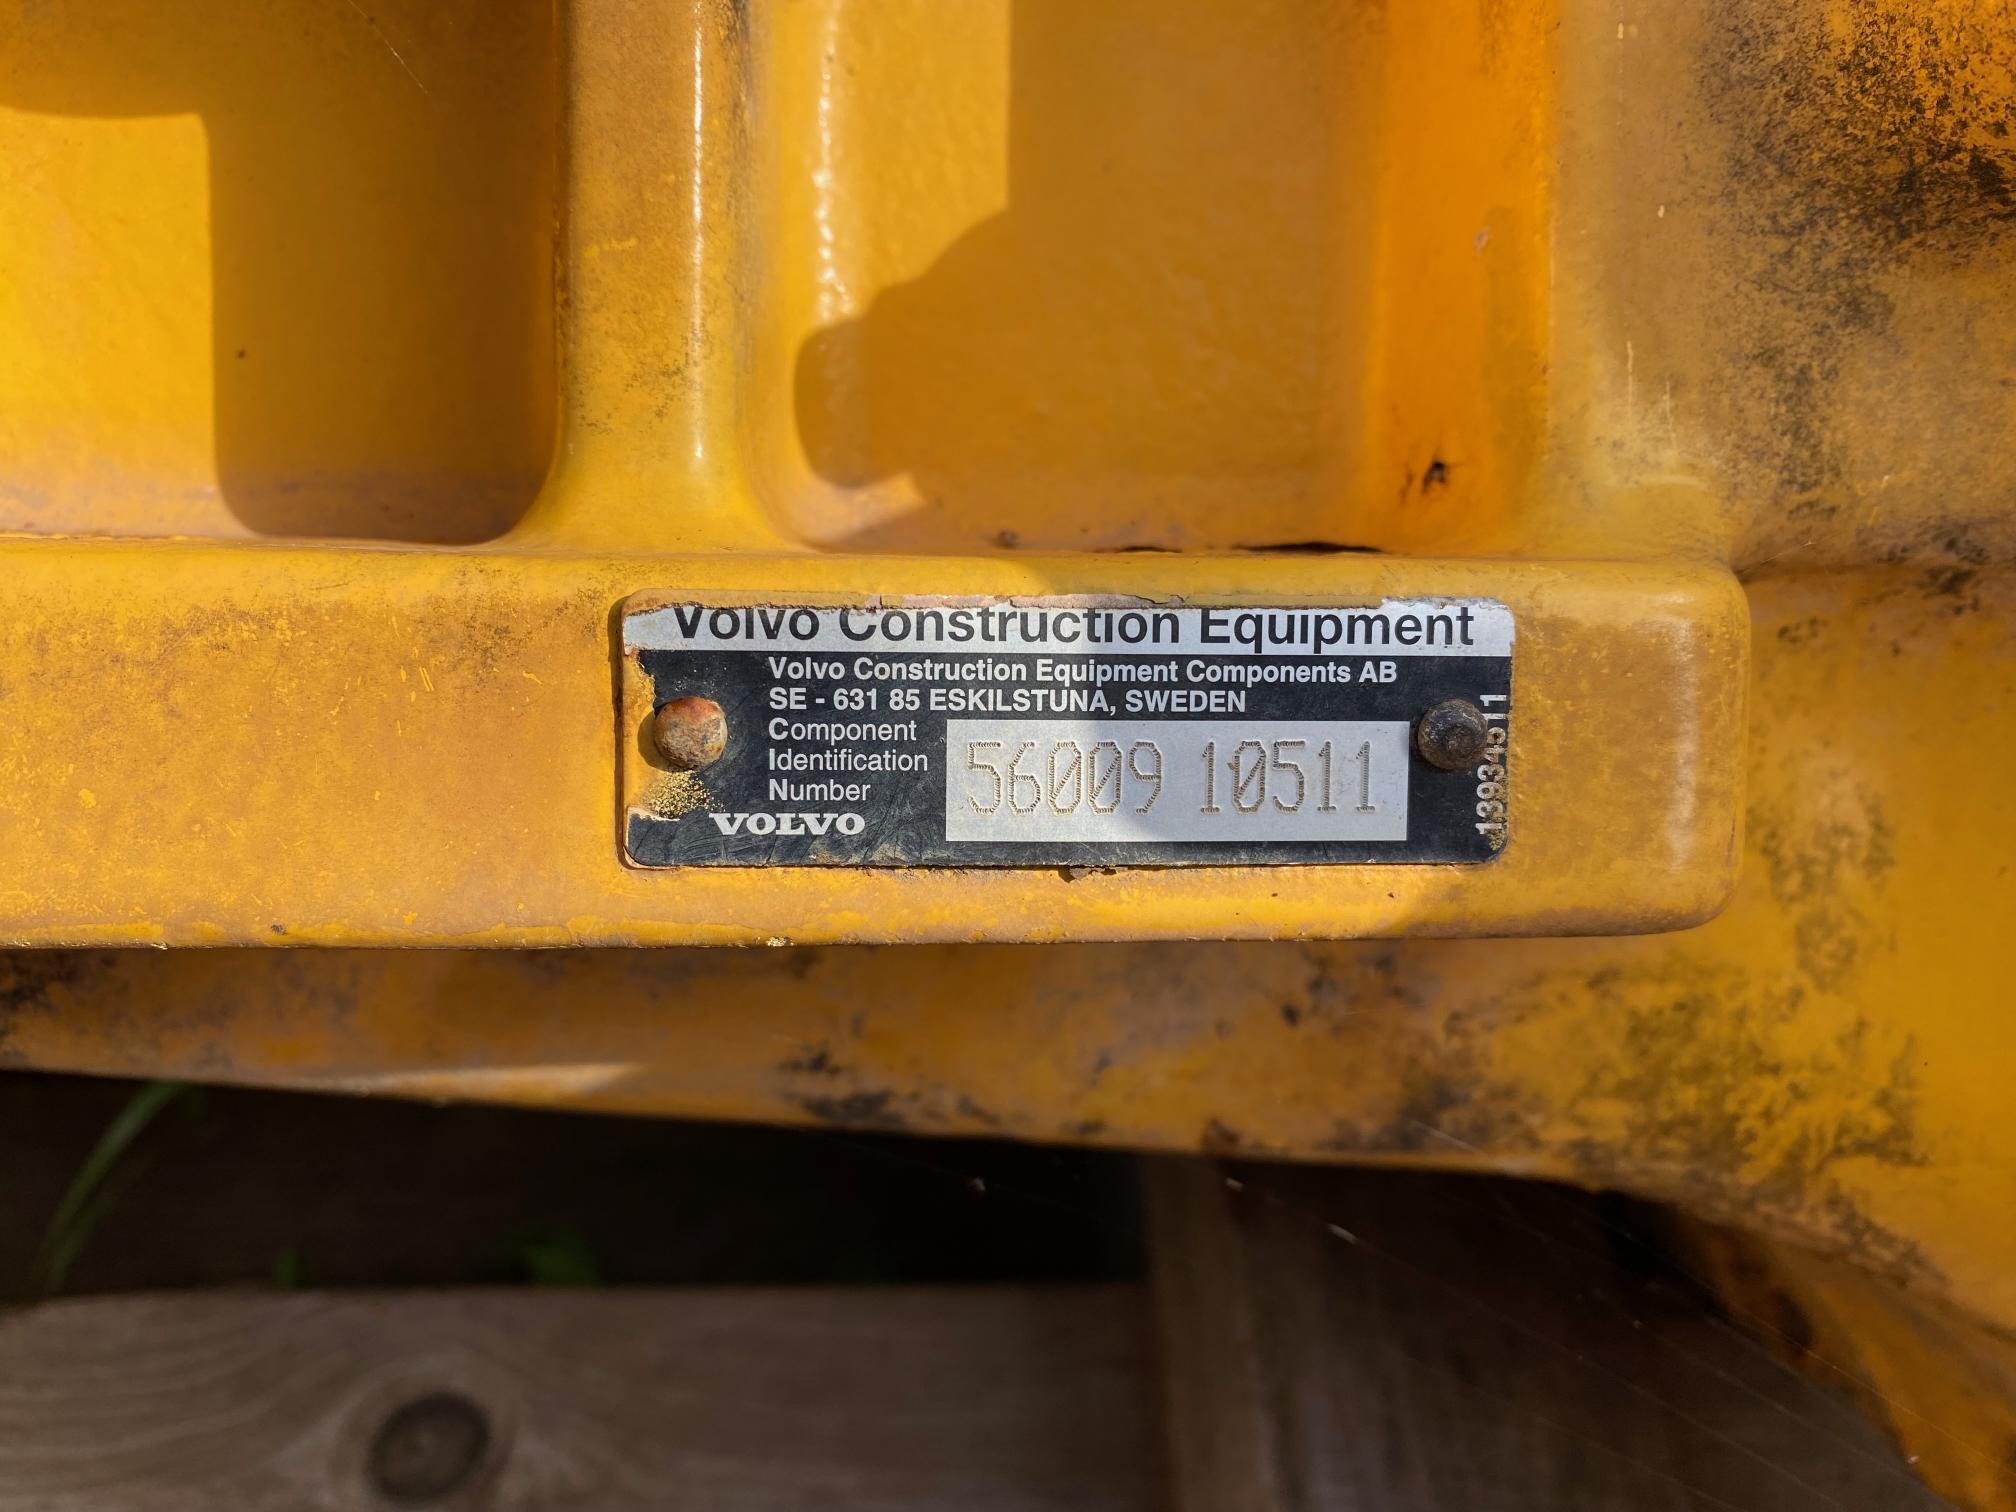 Volvo Construction Equipment
Volvo Construction Equipment Components AB
SE - 631 85 ESKILSTUNA, SWEDEN
Component
Identification
Number
56009 10511
VOLVO
13934511